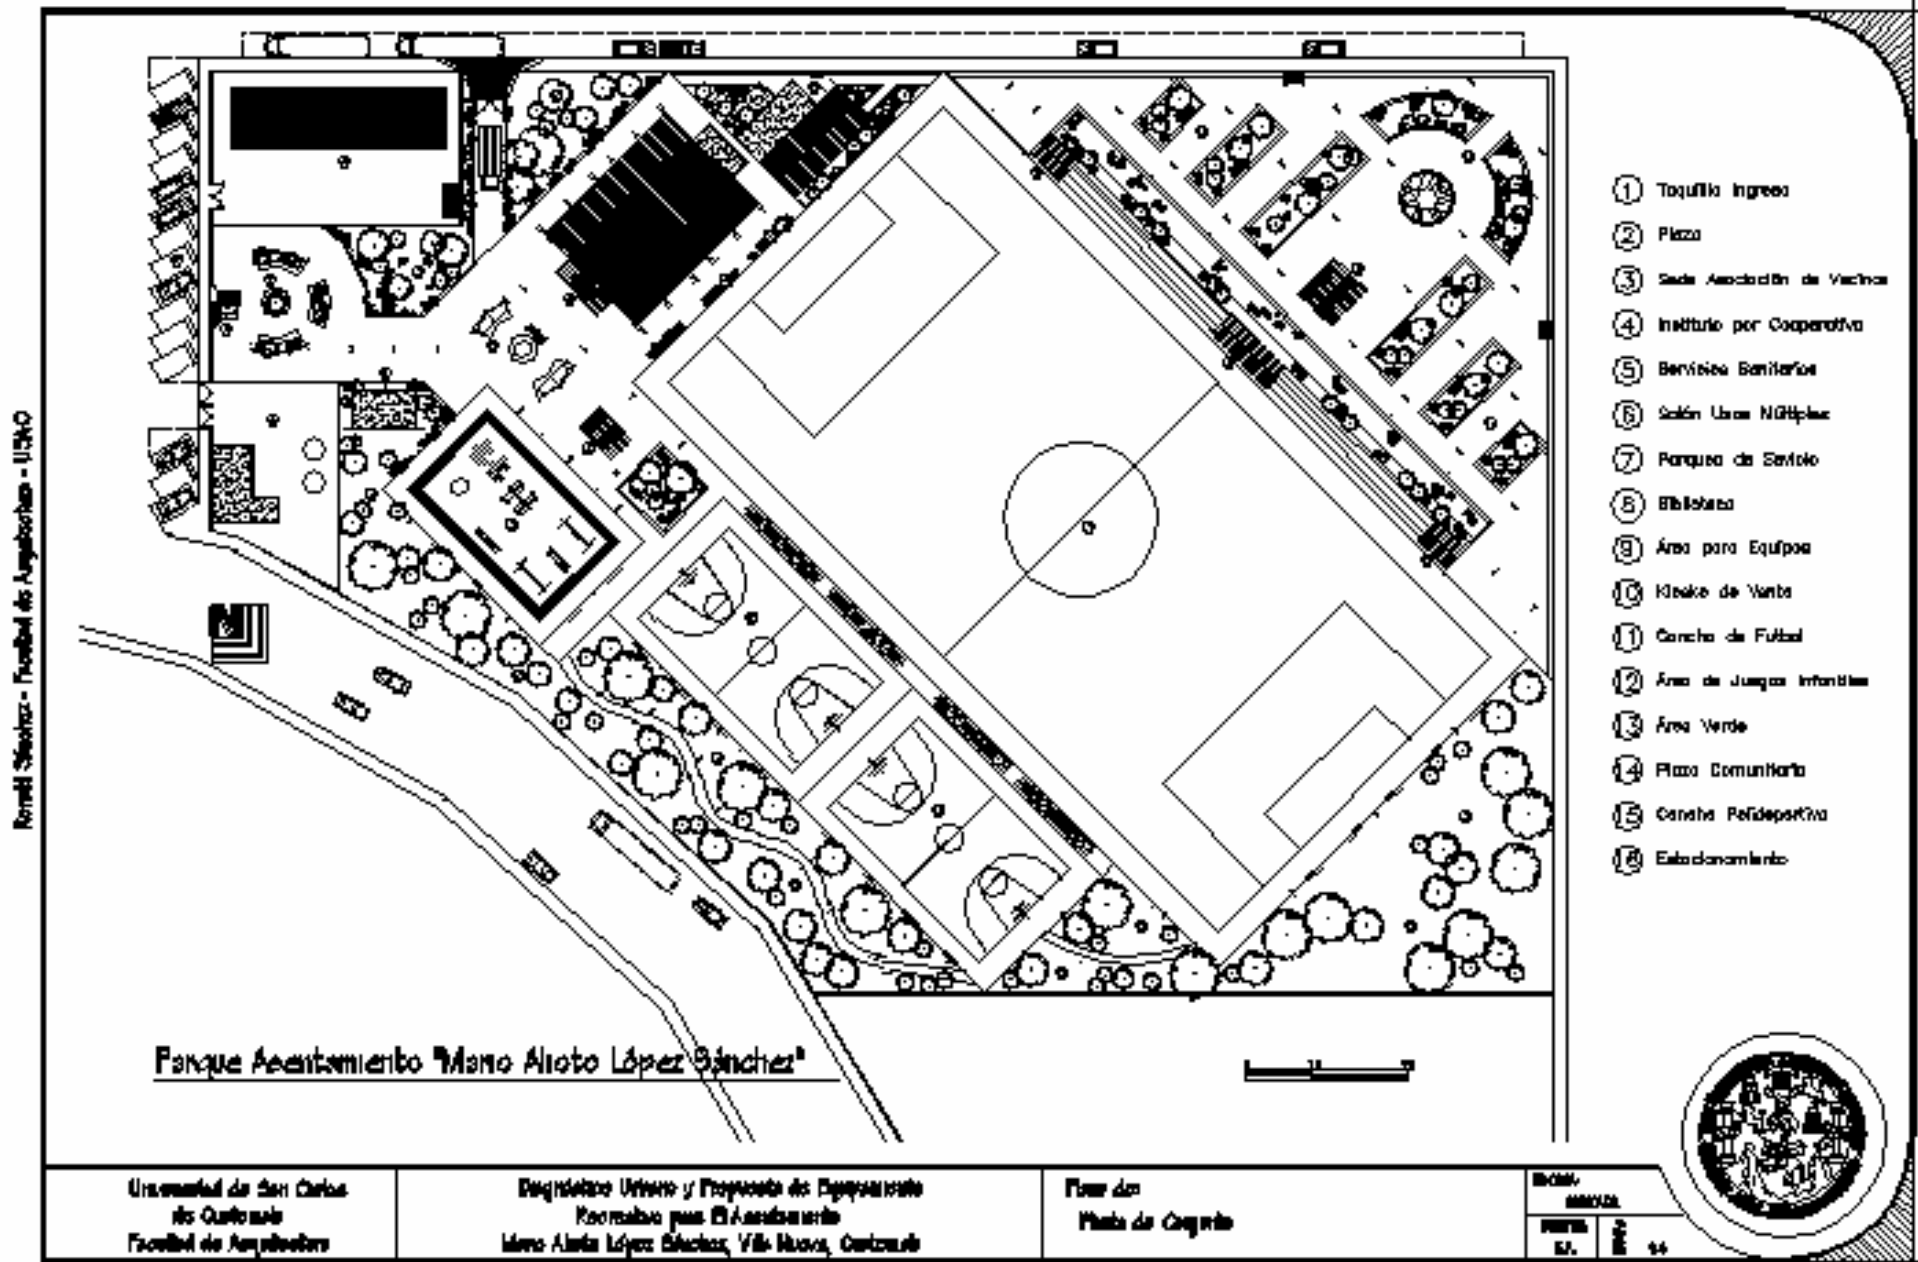 ① Taquilla Ingreso
② Plaza
③ Sede Asociación de Vecinos
④ Instituto por Cooperativa
⑤ Servicios Sanitarios
⑥ Salón Usos Múltiples
⑦ Parqueo de Servicio
⑧ Biblioteca
⑨ Área para Equipos
⑩ Kiosko de Venta
⑪ Cancha de Futbol
⑫ Área de Juegos Infantiles
⑬ Área Verde
⑭ Plaza Comunitaria
⑮ Cancha Polideportiva
⑯ Estacionamiento
Parque Asentamiento "Mario Alioto López Sánchez"
Universidad de San Carlos
de Guatemala
Facultad de Arquitectura
Diagnóstico Urbano y Propuesta de Equipamiento
Recreativo para El Asentamiento
Mario Alioto López Sánchez, Villa Nueva, Guatemala
Planta de Conjunto
Sánchez - Facultad de Arquitectura - USAC